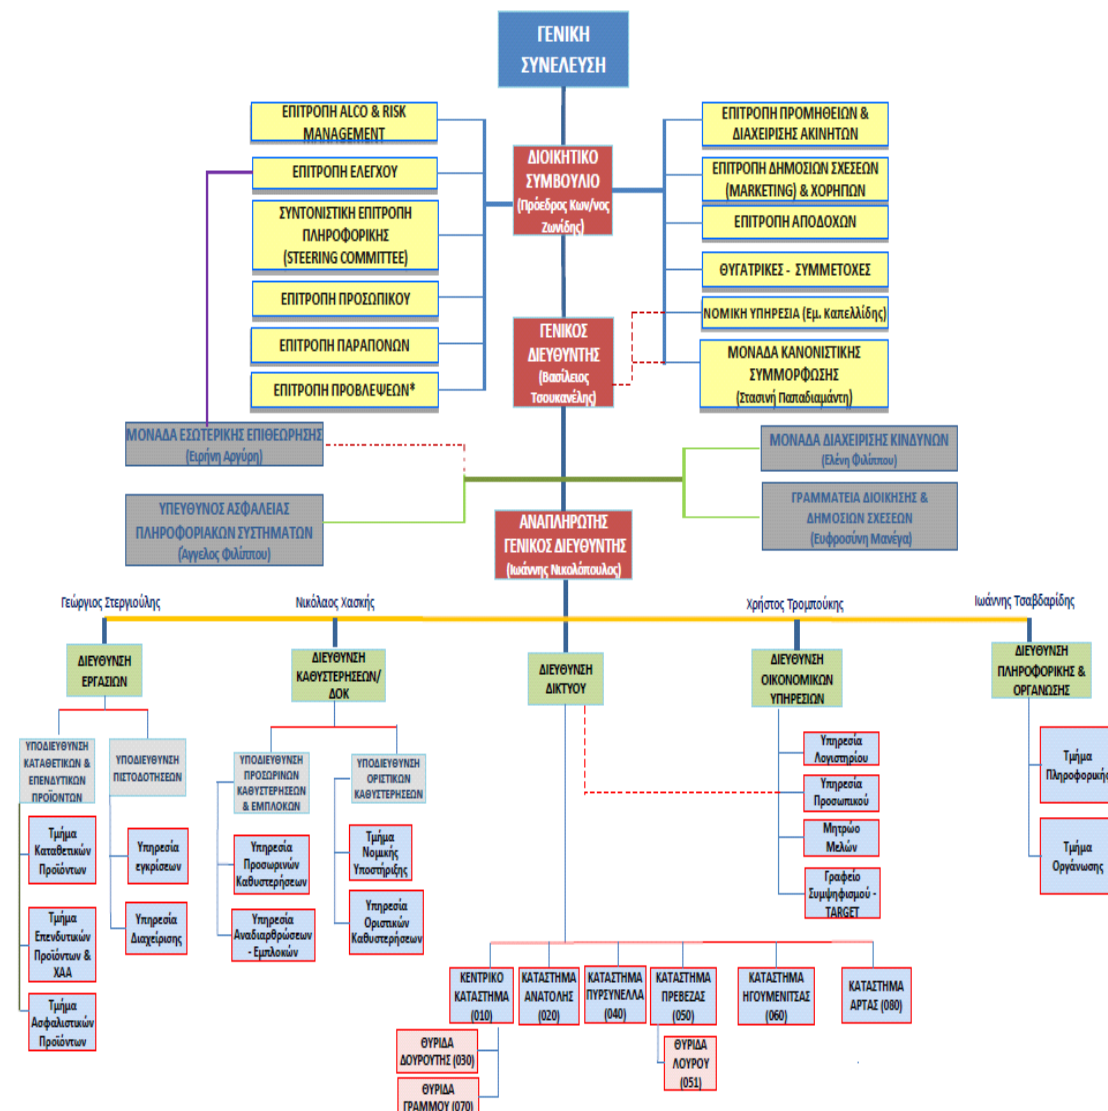 ΓΕΝΙΚΗ
ΣΥΝΕΛΕΥΣΗ
ΕΠΙΤΡΟΠΗ ALCO & RISK
MANAGEMENT
ΕΠΙΤΡΟΠΗ ΕΛΕΓΧΟΥ
ΣΥΝΤΟΝΙΣΤΙΚΗ ΕΠΙΤΡΟΠΗ
ΠΛΗΡΟΦΟΡΙΚΗΣ
(STEERING COMMITTEE)
ΕΠΙΤΡΟΠΗ ΠΡΟΣΩΠΙΚΟΥ
ΕΠΙΤΡΟΠΗ ΠΑΡΑΠΟΝΩΝ
ΕΠΙΤΡΟΠΗ ΠΡΟΒΛΕΨΕΩΝ*
ΔΙΟΙΚΗΤΙΚΟ
ΣΥΜΒΟΥΛΙΟ
(Πρόεδρος Κων/νος
Ζωνίδης)
ΕΠΙΤΡΟΠΗ ΠΡΟΜΗΘΕΙΩΝ &
ΔΙΑΧΕΙΡΙΣΗΣ ΑΚΙΝΗΤΩΝ
ΕΠΙΤΡΟΠΗ ΔΗΜΟΣΙΩΝ ΣΧΕΣΕΩΝ
(MARKETING) & ΧΟΡΗΓΙΩΝ
ΕΠΙΤΡΟΠΗ ΑΠΟΔΟΧΩΝ
ΘΥΓΑΤΡΙΚΕΣ - ΣΥΜΜΕΤΟΧΕΣ
ΝΟΜΙΚΗ ΥΠΗΡΕΣΙΑ (Εμ. Καπελλίδης)
ΜΟΝΑΔΑ ΚΑΝΟΝΙΣΤΙΚΗΣ
ΣΥΜΜΟΡΦΩΣΗΣ
(Στασινή Παπαδιαμάντη)
ΓΕΝΙΚΟΣ
ΔΙΕΥΘΥΝΤΗΣ
(Βασίλειος
Τσουκανέλης)
ΜΟΝΑΔΑ ΕΣΩΤΕΡΙΚΗΣ ΕΠΙΘΕΩΡΗΣΗΣ
(Ειρήνη Αργύρη)
ΥΠΕΥΘΥΝΟΣ ΑΣΦΑΛΕΙΑΣ
ΠΛΗΡΟΦΟΡΙΑΚΩΝ ΣΥΣΤΗΜΑΤΩΝ
(Άγγελος Φιλίππου)
ΜΟΝΑΔΑ ΔΙΑΧΕΙΡΙΣΗΣ ΚΙΝΔΥΝΩΝ
(Ελένη Φιλίππου)
ΓΡΑΜΜΑΤΕΙΑ ΔΙΟΙΚΗΣΗΣ &
ΔΗΜΟΣΙΩΝ ΣΧΕΣΕΩΝ
(Ευφροσύνη Μανέγα)
ΑΝΑΠΛΗΡΩΤΗΣ
ΓΕΝΙΚΟΣ ΔΙΕΥΘΥΝΤΗΣ
(Ιωάννης Νικολόπουλος)
Γεώργιος Στεργιούλης
Νικόλαος Χασκής
Χρήστος Τρομπούκης
Ιωάννης Τσαβδαρίδης
ΔΙΕΥΘΥΝΣΗ
ΕΡΓΑΣΙΩΝ
ΔΙΕΥΘΥΝΣΗ
ΚΑΘΥΣΤΕΡΗΣΕΩΝ/
ΔΟΚ
ΔΙΕΥΘΥΝΣΗ
ΔΙΚΤΥΟΥ
ΔΙΕΥΘΥΝΣΗ
ΟΙΚΟΝΟΜΙΚΩΝ
ΥΠΗΡΕΣΙΩΝ
ΔΙΕΥΘΥΝΣΗ
ΠΛΗΡΟΦΟΡΙΚΗΣ &
ΟΡΓΑΝΩΣΗΣ
ΥΠΟΔΙΕΥΘΥΝΣΗ
ΚΑΤΑΘΕΤΙΚΩΝ &
ΕΠΕΝΔΥΤΙΚΩΝ
ΠΡΟΪΟΝΤΩΝ
ΥΠΟΔΙΕΥΘΥΝΣΗ
ΠΙΣΤΟΔΟΤΗΣΕΩΝ
ΥΠΟΔΙΕΥΘΥΝΣΗ
ΠΡΟΣΩΡΙΝΩΝ
ΚΑΘΥΣΤΕΡΗΣΕΩΝ
& ΕΜΠΛΟΚΩΝ
ΥΠΟΔΙΕΥΘΥΝΣΗ
ΟΡΙΣΤΙΚΩΝ
ΚΑΘΥΣΤΕΡΗΣΕΩΝ
Τμήμα
Καταθετικών
Προϊόντων
Τμήμα
Επενδυτικών
Προϊόντων &
ΧΑΑ
Τμήμα
Ασφαλιστικών
Προϊόντων
Υπηρεσία
εγκρίσεων
Υπηρεσία
Διαχείρισης
Υπηρεσία
Προσωρινών
Καθυστερήσεων
Υπηρεσία
Αναδιαρθρώσεων
- Εμπλοκών
Τμήμα
Νομικής
Υποστήριξης
Υπηρεσία
Οριστικών
Καθυστερήσεων
Υπηρεσία
Λογιστηρίου
Υπηρεσία
Προσωπικού
Μητρώο
Μελών
Γραφείο
Συμψηφισμού -
TARGET
Τμήμα
Πληροφορικής
Τμήμα
Οργάνωσης
ΚΕΝΤΡΙΚΟ
ΚΑΤΑΣΤΗΜΑ
(010)
ΚΑΤΑΣΤΗΜΑ
ΑΝΑΤΟΛΗΣ
(020)
ΚΑΤΑΣΤΗΜΑ
ΠΥΡΣΙΝΕΛΛΑ
(040)
ΚΑΤΑΣΤΗΜΑ
ΠΡΕΒΕΖΑΣ
(050)
ΚΑΤΑΣΤΗΜΑ
ΗΓΟΥΜΕΝΙΤΣΑΣ
(060)
ΚΑΤΑΣΤΗΜΑ
ΑΡΤΑΣ (080)
ΘΥΡΙΔΑ
ΔΟΥΡΟΥΤΗΣ (030)
ΘΥΡΙΔΑ
ΓΡΑΜΜΟΥ (070)
ΘΥΡΙΔΑ
ΛΟΥΡΟΥ
(051)